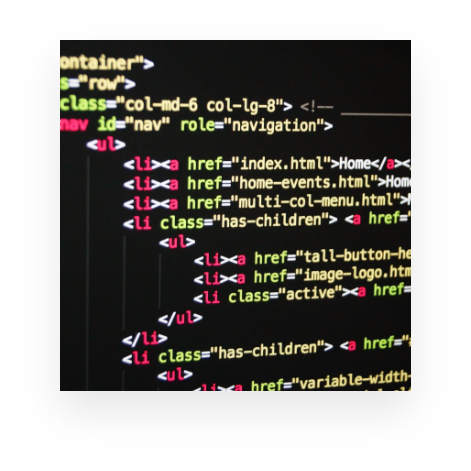 ontainer">
s="row">
class="col-md-6 col-lg-8"> <!--
nav id="nav" role="navigation">
<ul>
<li><a href="index.html">Home</a><
<li><a href="home-events.html">Hom
<li><a href="multi-col-menu.html">
<li class="has-children"> <a href="
<ul>
<li><a href="tall-button-he
<li><a href="image-logo.htm
<li class="active"><a href=
</ul>
</li>
<li class="has-children"> <a href="
<ul>
<li><a href="variable-width-